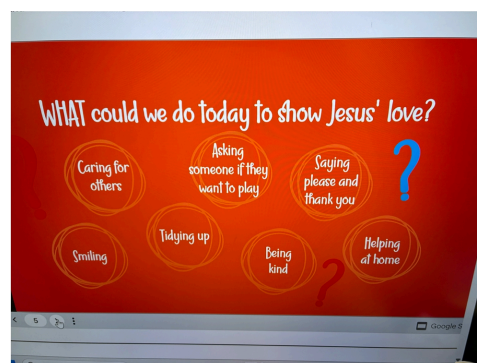 WHAT could we do today to show Jesus' love?
Caring for
others
Asking
someone if they
want to play
Saying
please and
thank you
Smiling
Tidying up
Being
kind
Helping
at home
5
Google S